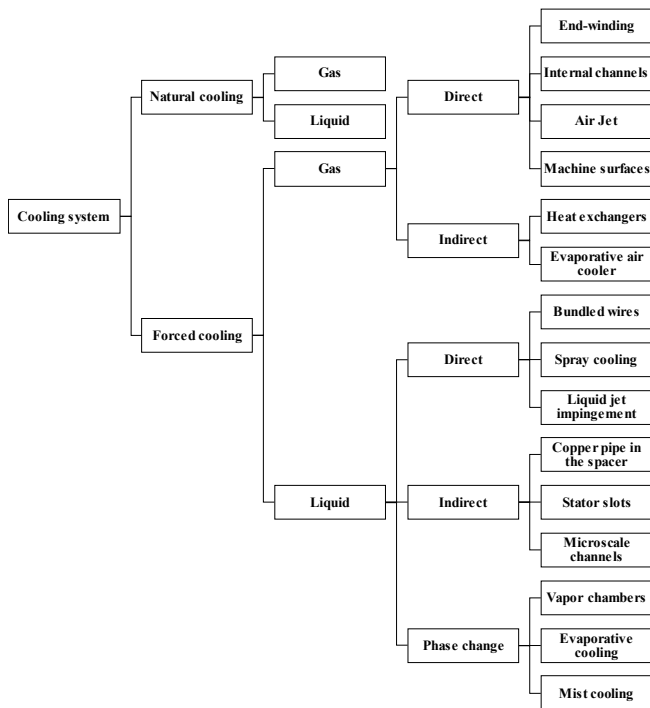 Cooling system
Natural cooling
Gas
Liquid
Forced cooling
Gas
Direct
End-winding
Internal channels
Air Jet
Machine surfaces
Indirect
Heat exchangers
Evaporative air
cooler
Liquid
Direct
Bundled wires
Spray cooling
Liquid jet
impingement
Indirect
Copper pipe in
the spacer
Stator slots
Microscale
channels
Phase change
Vapor chambers
Evaporative
cooling
Mist cooling